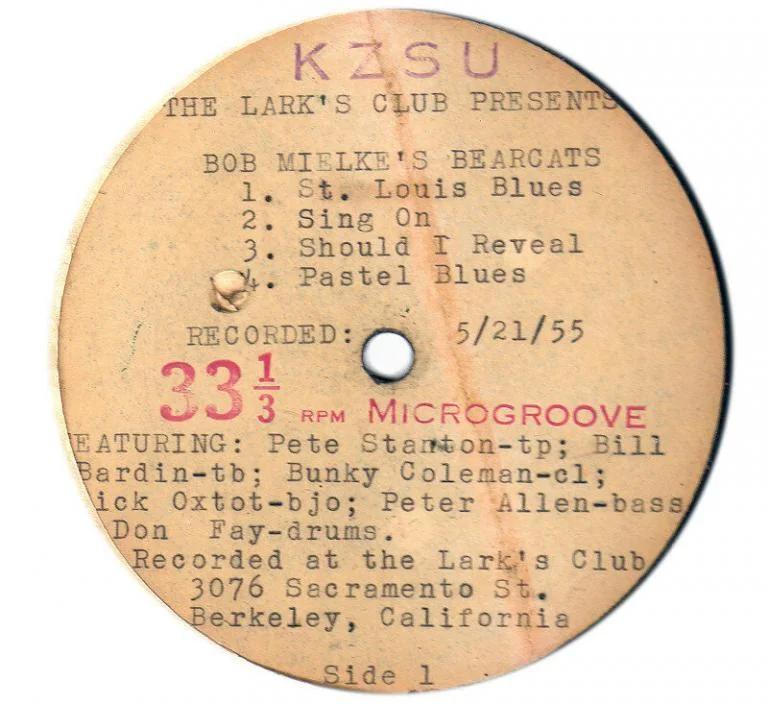 KZSU
THE LARK'S CLUB PRESENTS
BOB MIELKE'S BEARCATS
1. St. Louis Blues
2. Sing On
3. Should I Reveal
4. Pastel Blues
RECORDED: 5/21/55
33 1/3 RPM MICROGROOVE
EATURING: Pete Stanton-tp; Bill
Bardin-tb; Bunky Coleman-cl;
ick Oxtot-bjo; Peter Allen-bass
Don Fay-drums.
Recorded at the Lark's Club
3076 Sacramento St.
Berkeley, California
Side 1